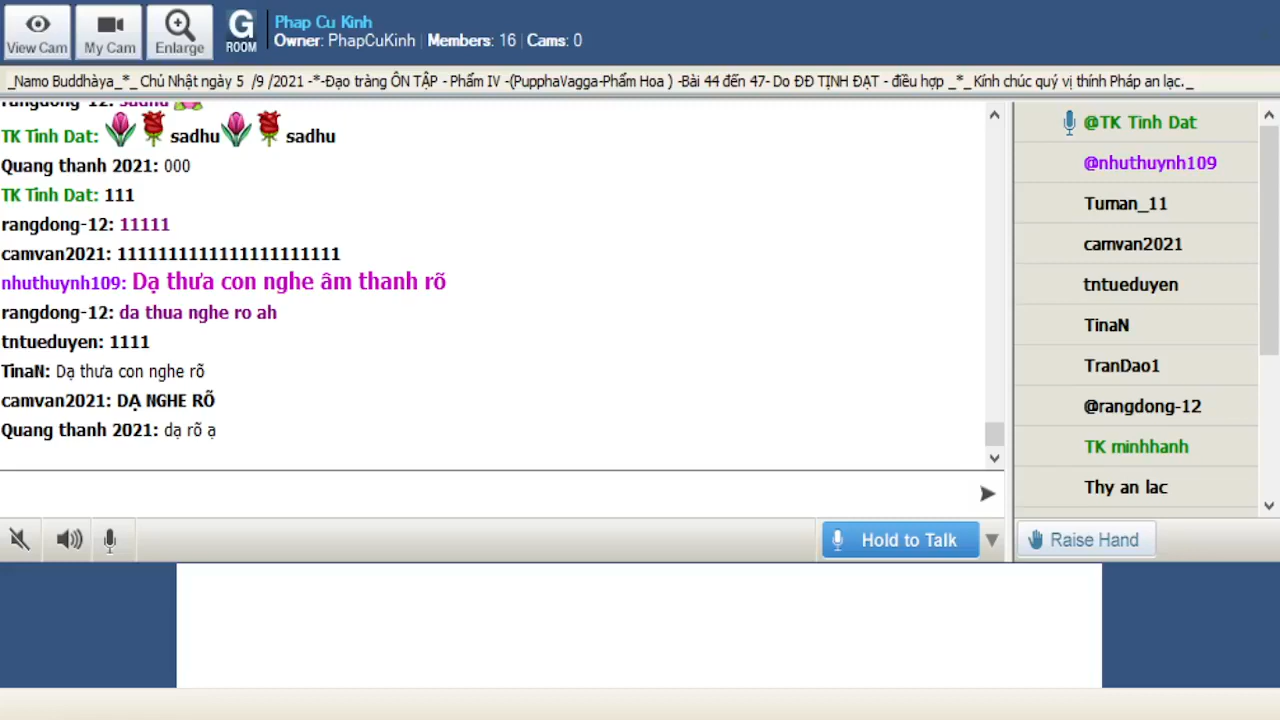 Phap Cu Kinh
View Cam My Cam Enlarge G ROOM Owner: PhapCuKinh Members: 16 Cams: 0
_Namo Buddhàya_*_ Chủ Nhật ngày 5 /9 /2021 -*-Đạo tràng ÔN TẬP - Phẩm IV -(PupphaVagga-Phẩm Hoa ) -Bài 44 đến 47- Do ĐĐ TỊNH ĐẠT - điều hợp _*_ Kính chúc quý vị thính Pháp an lạc._
rangdong-12: sadhu
TK Tinh Dat: sadhu sadhu
Quang thanh 2021: 000
TK Tinh Dat: 111
rangdong-12: 11111
camvan2021: 1111111111111111111111
nhuthuynh109: Dạ thưa con nghe âm thanh rõ
rangdong-12: da thua nghe ro ah
tntueduyen: 1111
TinaN: Dạ thưa con nghe rõ
camvan2021: DẠ NGHE RÕ
Quang thanh 2021: dạ rõ ạ
@TK Tinh Dat
@nhuthuynh109
Tuman_11
camvan2021
tntueduyen
TinaN
TranDao1
@rangdong-12
TK minhhanh
Thy an lac
Hold to Talk
Raise Hand